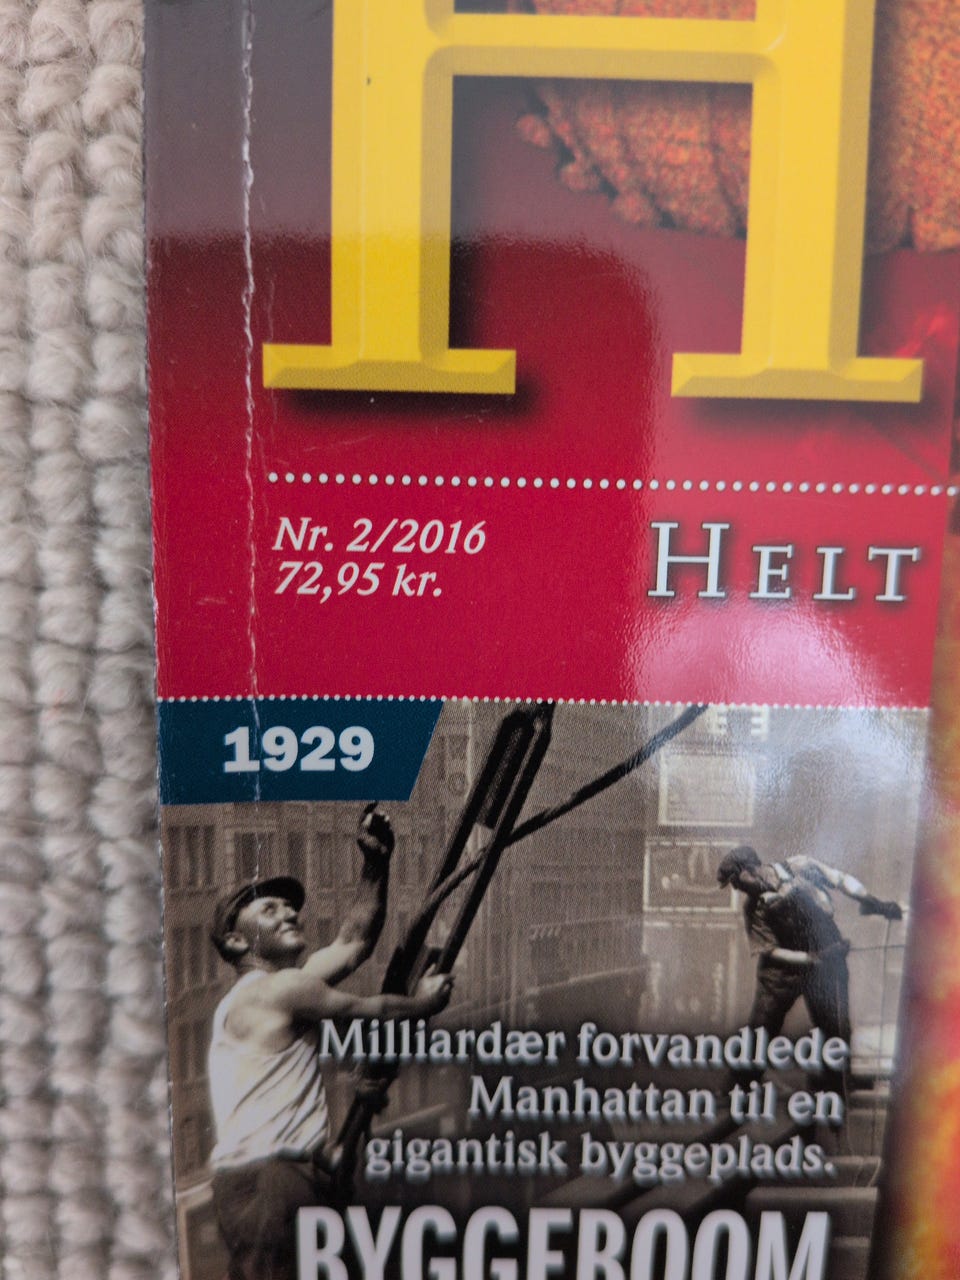 H
Nr. 2/2016
72,95 kr.
HELT
1929
Milliardær forvandlede
Manhattan til en
gigantisk byggeplads.
BYGGEBOOM